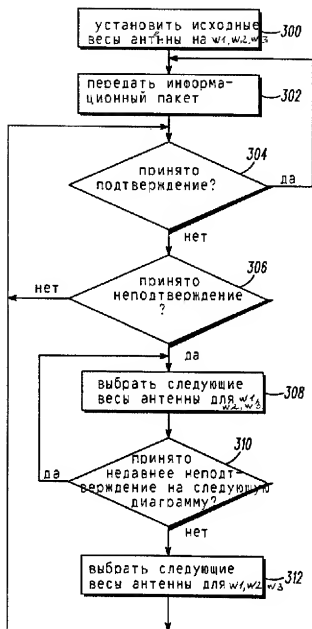 установить исходные
весы антенны на w1,w2,w3
300
передать информа-
ционный пакет
302
304
принято
подтверждение?
да
нет
306
принято
неподтверждение
?
нет
да
выбрать следующие
весы антенны для w1
w2, w3
308
310
принято
недавнее неподт-
верждение на следующую
диаграмму?
да
нет
выбрать следующие
весы антенны для w1,w2,w3
312